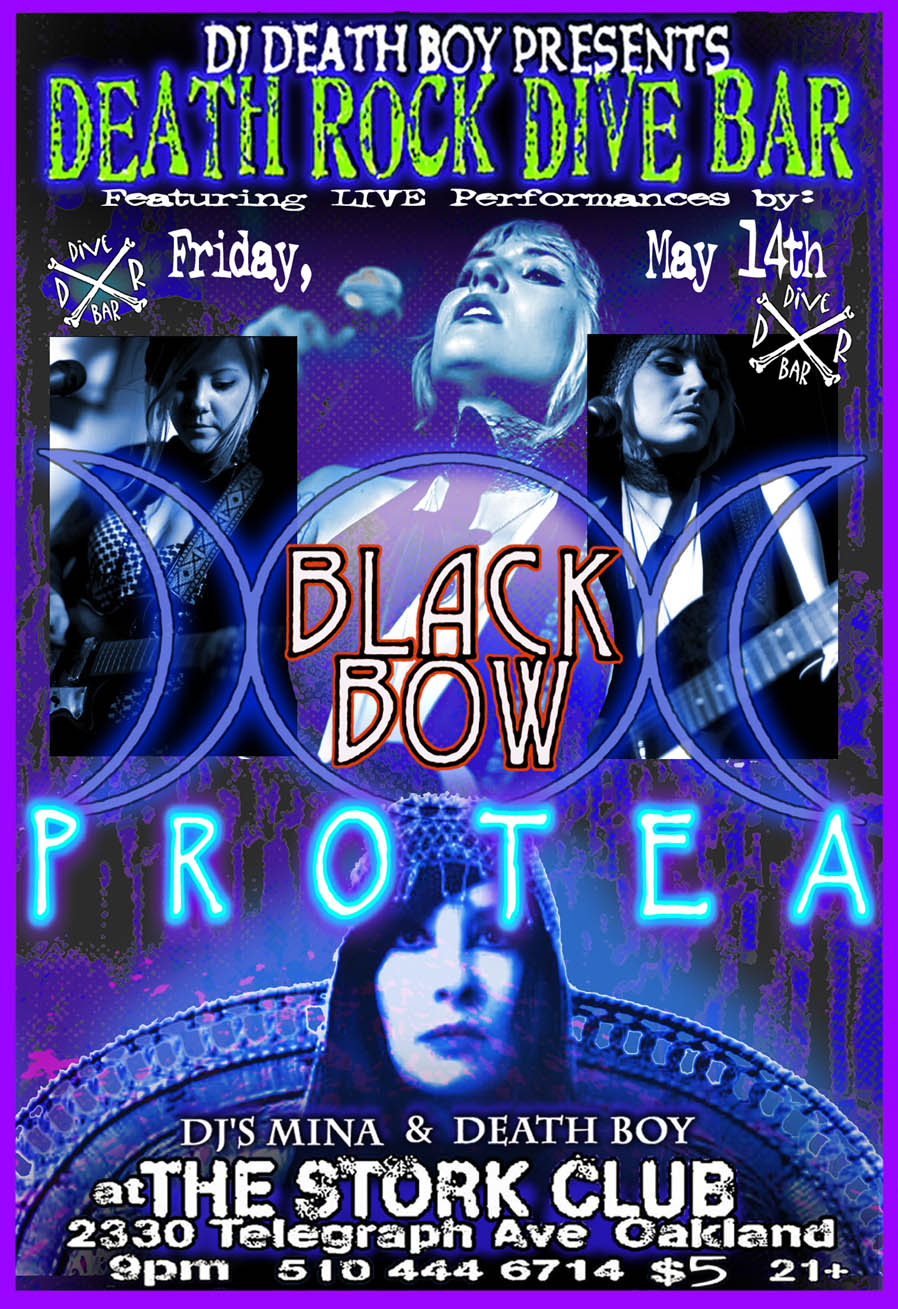 DJ DEATH BOY PRESENTS
DEATH ROCK DIVE BAR
Featuring LIVE Performances by:
Friday, May 14th
DiVE
D R
BAR
DiVE
D R
BAR
BLACK
BOW
PROTEA
DJ'S MINA & DEATH BOY
at THE STORK CLUB
2330 Telegraph Ave Oakland
9pm 510 444 6714 $5 21+